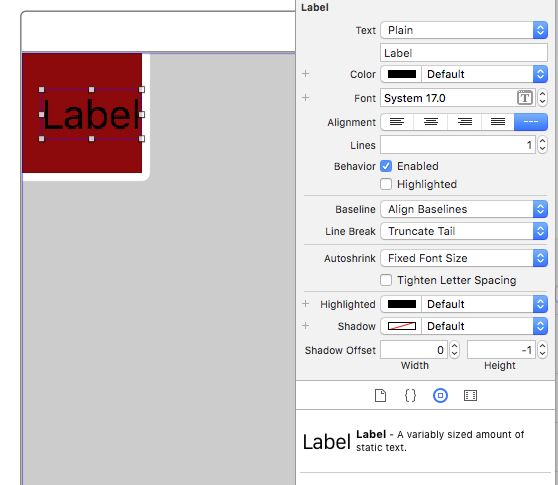 Label
Text Plain
Label
Color Default
Font System 17.0 T
Alignment ---
Lines 1
Behavior Enabled
Highlighted
Label
Baseline Align Baselines
Line Break Truncate Tail
Autoshrink Fixed Font Size
Tighten Letter Spacing
Highlighted Default
Shadow Default
Shadow Offset 0 -1
Width Height
{}
Label Label - A variably sized amount of
static text.